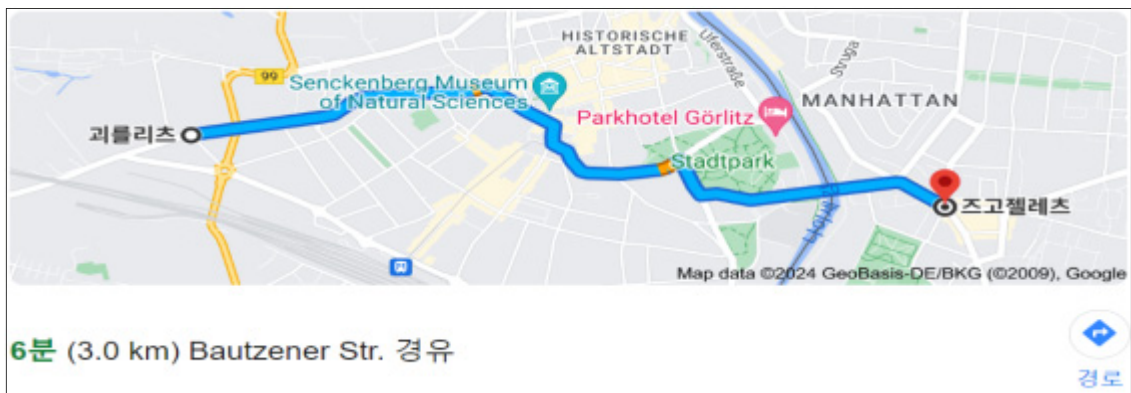 HISTORISCHE
ALTSTADT
Uferstraße
Struga
99
Senckenberg Museum
of Natural Sciences
MANHATTAN
Parkhotel Görlitz
괴를리츠
Stadtpark
즈고젤레츠
Map data ©2024 GeoBasis-DE/BKG (©2009), Google
6분 (3.0 km) Bautzener Str. 경유
경로